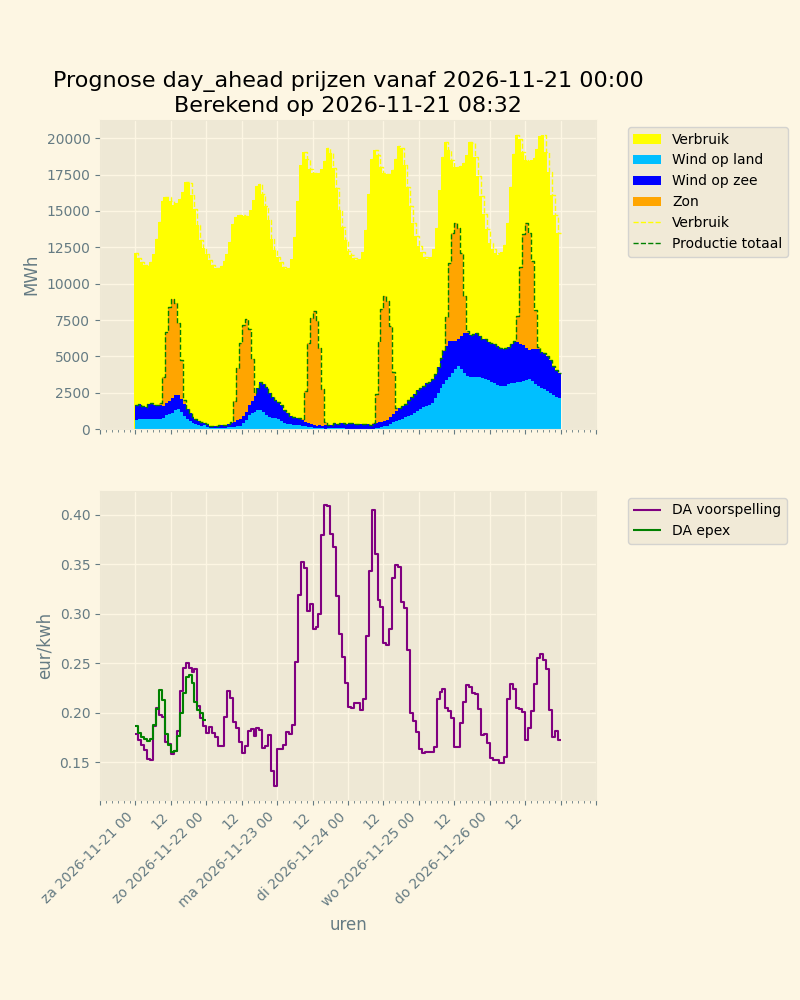 Prognose day_ahead prijzen vanaf 2026-11-21 00:00
Berekend op 2026-11-21 08:32
MWh
20000
17500
15000
12500
10000
7500
5000
2500
0
Verbruik
Wind op land
Wind op zee
Zon
Verbruik
Productie totaal
eur/kwh
0.40
0.35
0.30
0.25
0.20
0.15
DA voorspelling
DA epex
za 2026-11-21 00
12
zo 2026-11-22 00
12
ma 2026-11-23 00
12
di 2026-11-24 00
12
wo 2026-11-25 00
12
do 2026-11-26 00
12
uren